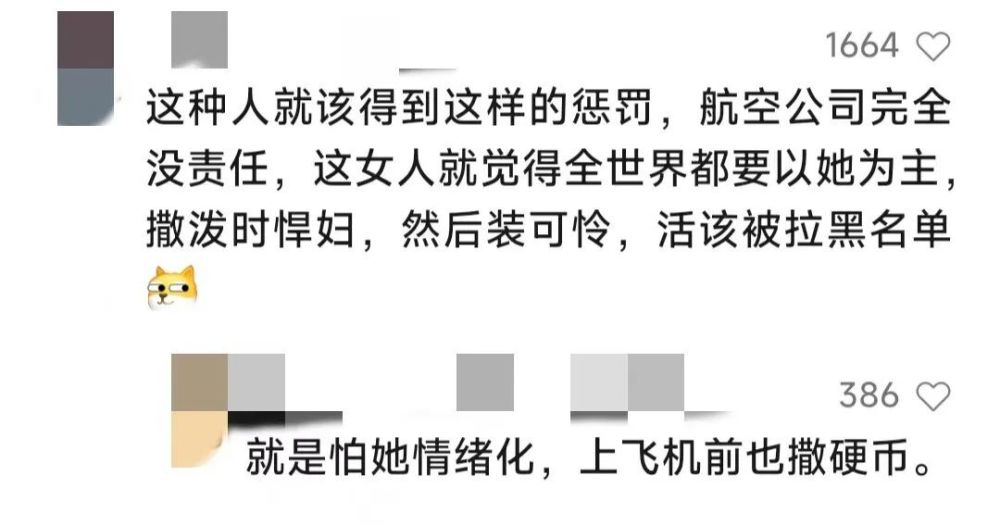 1664
这种人就该得到这样的惩罚，航空公司完全
没责任，这女人就觉得全世界都要以她为主，
撒泼时悍妇，然后装可怜，活该被拉黑名单
386
就是怕她情绪化，上飞机前也撒硬币。